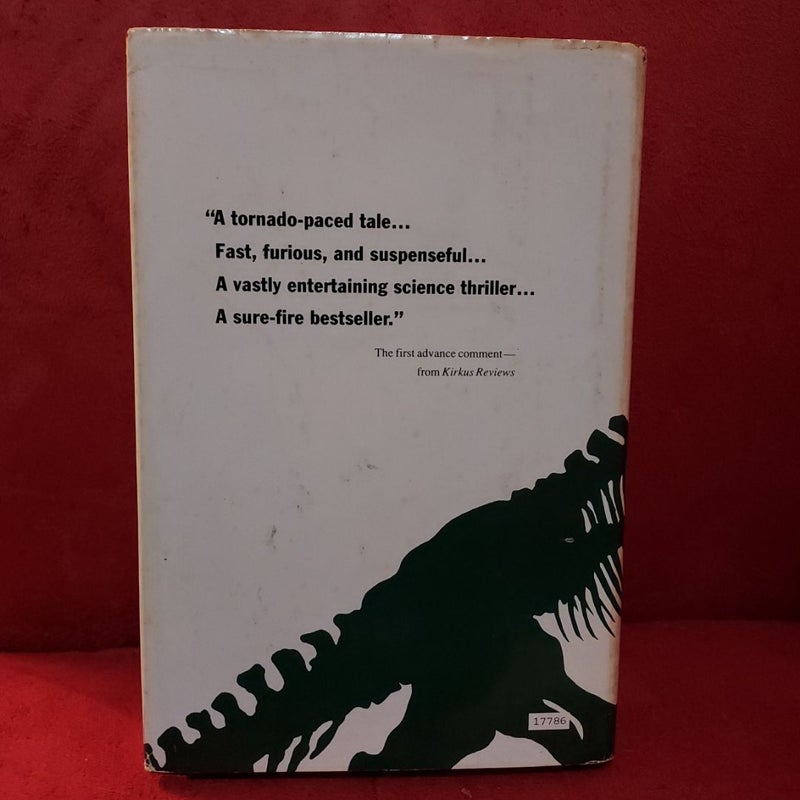 “A tornado-paced tale...
Fast, furious, and suspenseful...
A vastly entertaining science thriller...
A sure-fire bestseller.”
The first advance comment—
from Kirkus Reviews
17786